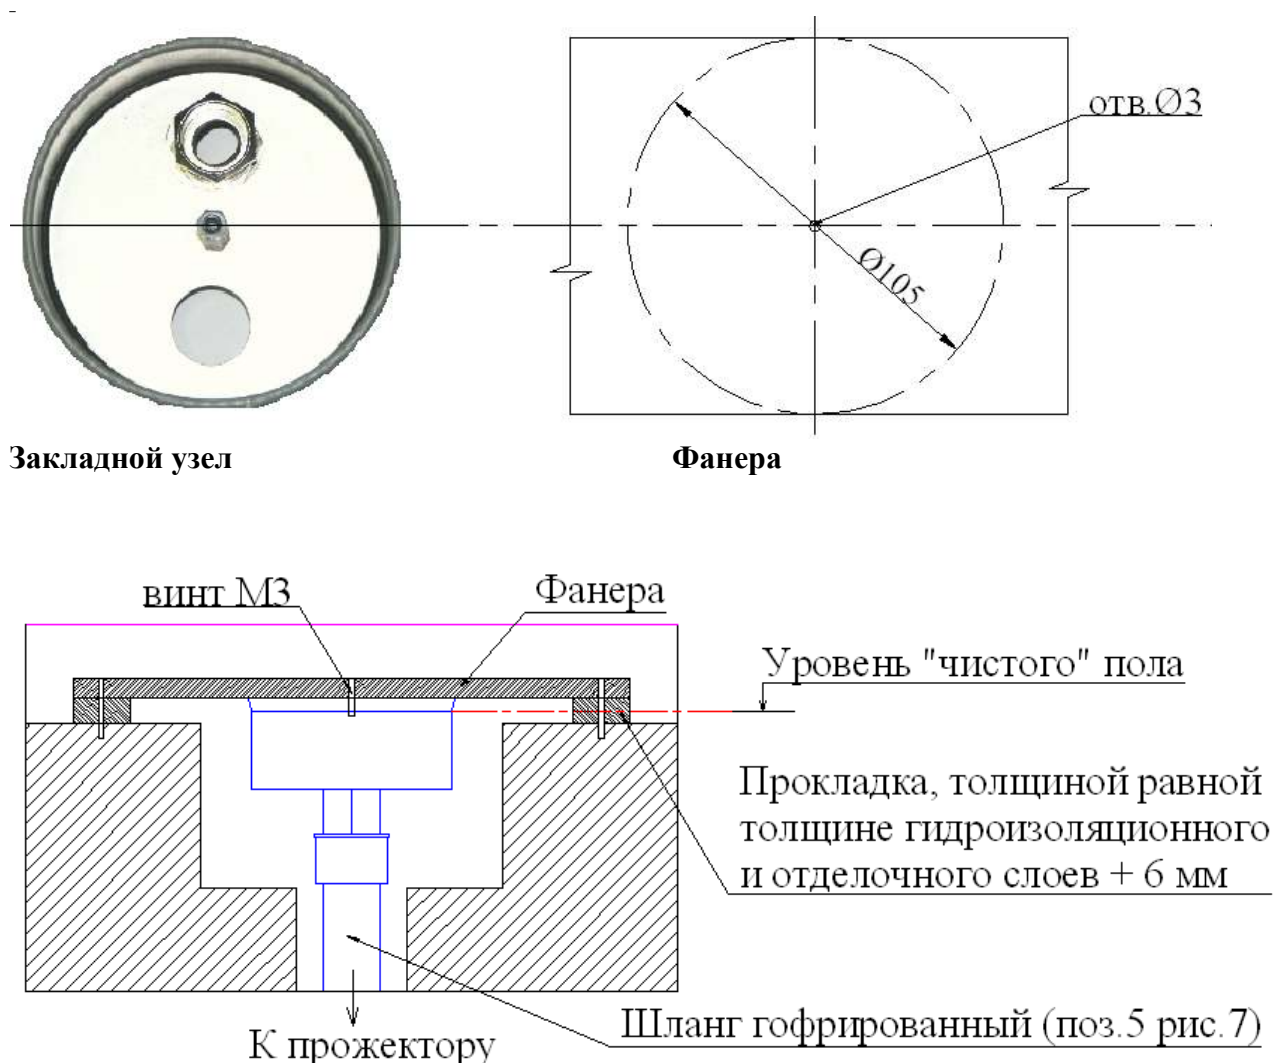 отв.Ø3
Ø105
Закладной узел
Фанера
винт М3
Фанера
Уровень "чистого" пола
Прокладка, толщиной равной
толщине гидроизоляционного
и отделочного слоев + 6 мм
Шланг гофрированный (поз.5 рис.7)
К прожектору